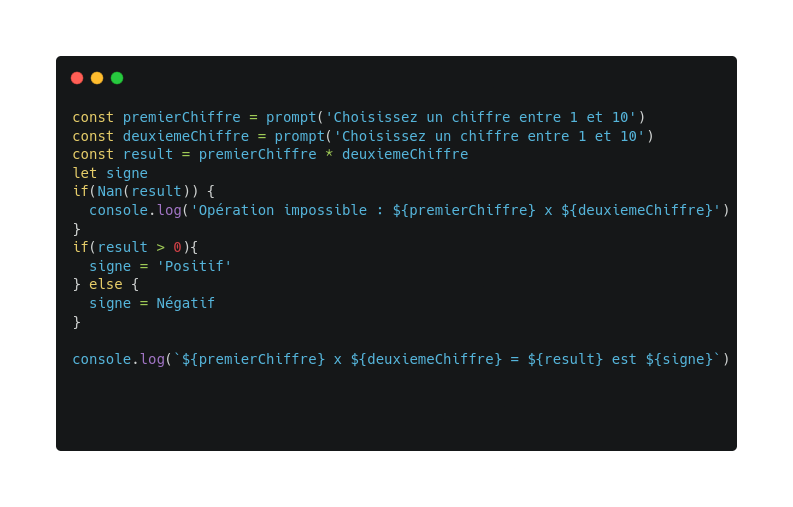 const premierChiffre = prompt('Choisissez un chiffre entre 1 et 10')
const deuxiemeChiffre = prompt('Choisissez un chiffre entre 1 et 10')
const result = premierChiffre * deuxiemeChiffre
let signe
if(Nan(result)) {
  console.log('Opération impossible : ${premierChiffre} x ${deuxiemeChiffre}')
}
if(result > 0){
  signe = 'Positif'
} else {
  signe = Négatif
}
console.log(`${premierChiffre} x ${deuxiemeChiffre} = ${result} est ${signe}`)